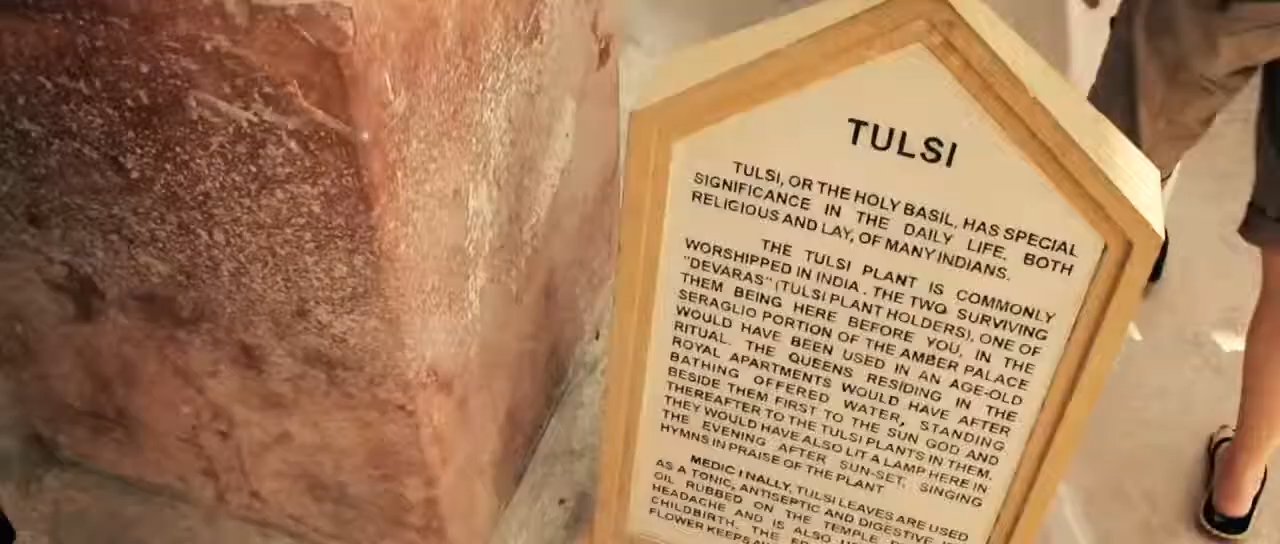 TULSI
TULSI, OR THE HOLY BASIL, HAS SPECIAL
SIGNIFICANCE IN THE DAILY LIFE, BOTH
RELIGIOUS AND LAY, OF MANY INDIANS.
THE TULSI PLANT IS COMMONLY
WORSHIPPED IN INDIA . THE TWO SURVIVING
"DEVARAS" (TULSI PLANT HOLDERS), ONE OF
THEM BEING HERE BEFORE YOU, IN THE
SERAGLIO PORTION OF THE AMBER PALACE
WOULD HAVE BEEN USED IN AN AGE-OLD
RITUAL. THE QUEENS RESIDING IN THE
ROYAL APARTMENTS WOULD HAVE AFTER
BATHING OFFERED WATER, STANDING
BESIDE THEM FIRST TO THE SUN GOD AND
THEREAFTER TO THE TULSI PLANTS IN THEM.
THEY WOULD HAVE ALSO LIT A LAMP HERE IN
THE EVENING AFTER SUN-SET, SINGING
HYMNS IN PRAISE OF THE PLANT
MEDICINALLY, TULSI LEAVES ARE USED
AS A TONIC, ANTISEPTIC AND DIGESTIVE
OIL RUBBED ON THE TEMPLE
HEADACHE AND IS ALSO
CHILDBIRTH. THE
FLOWER KEEPS